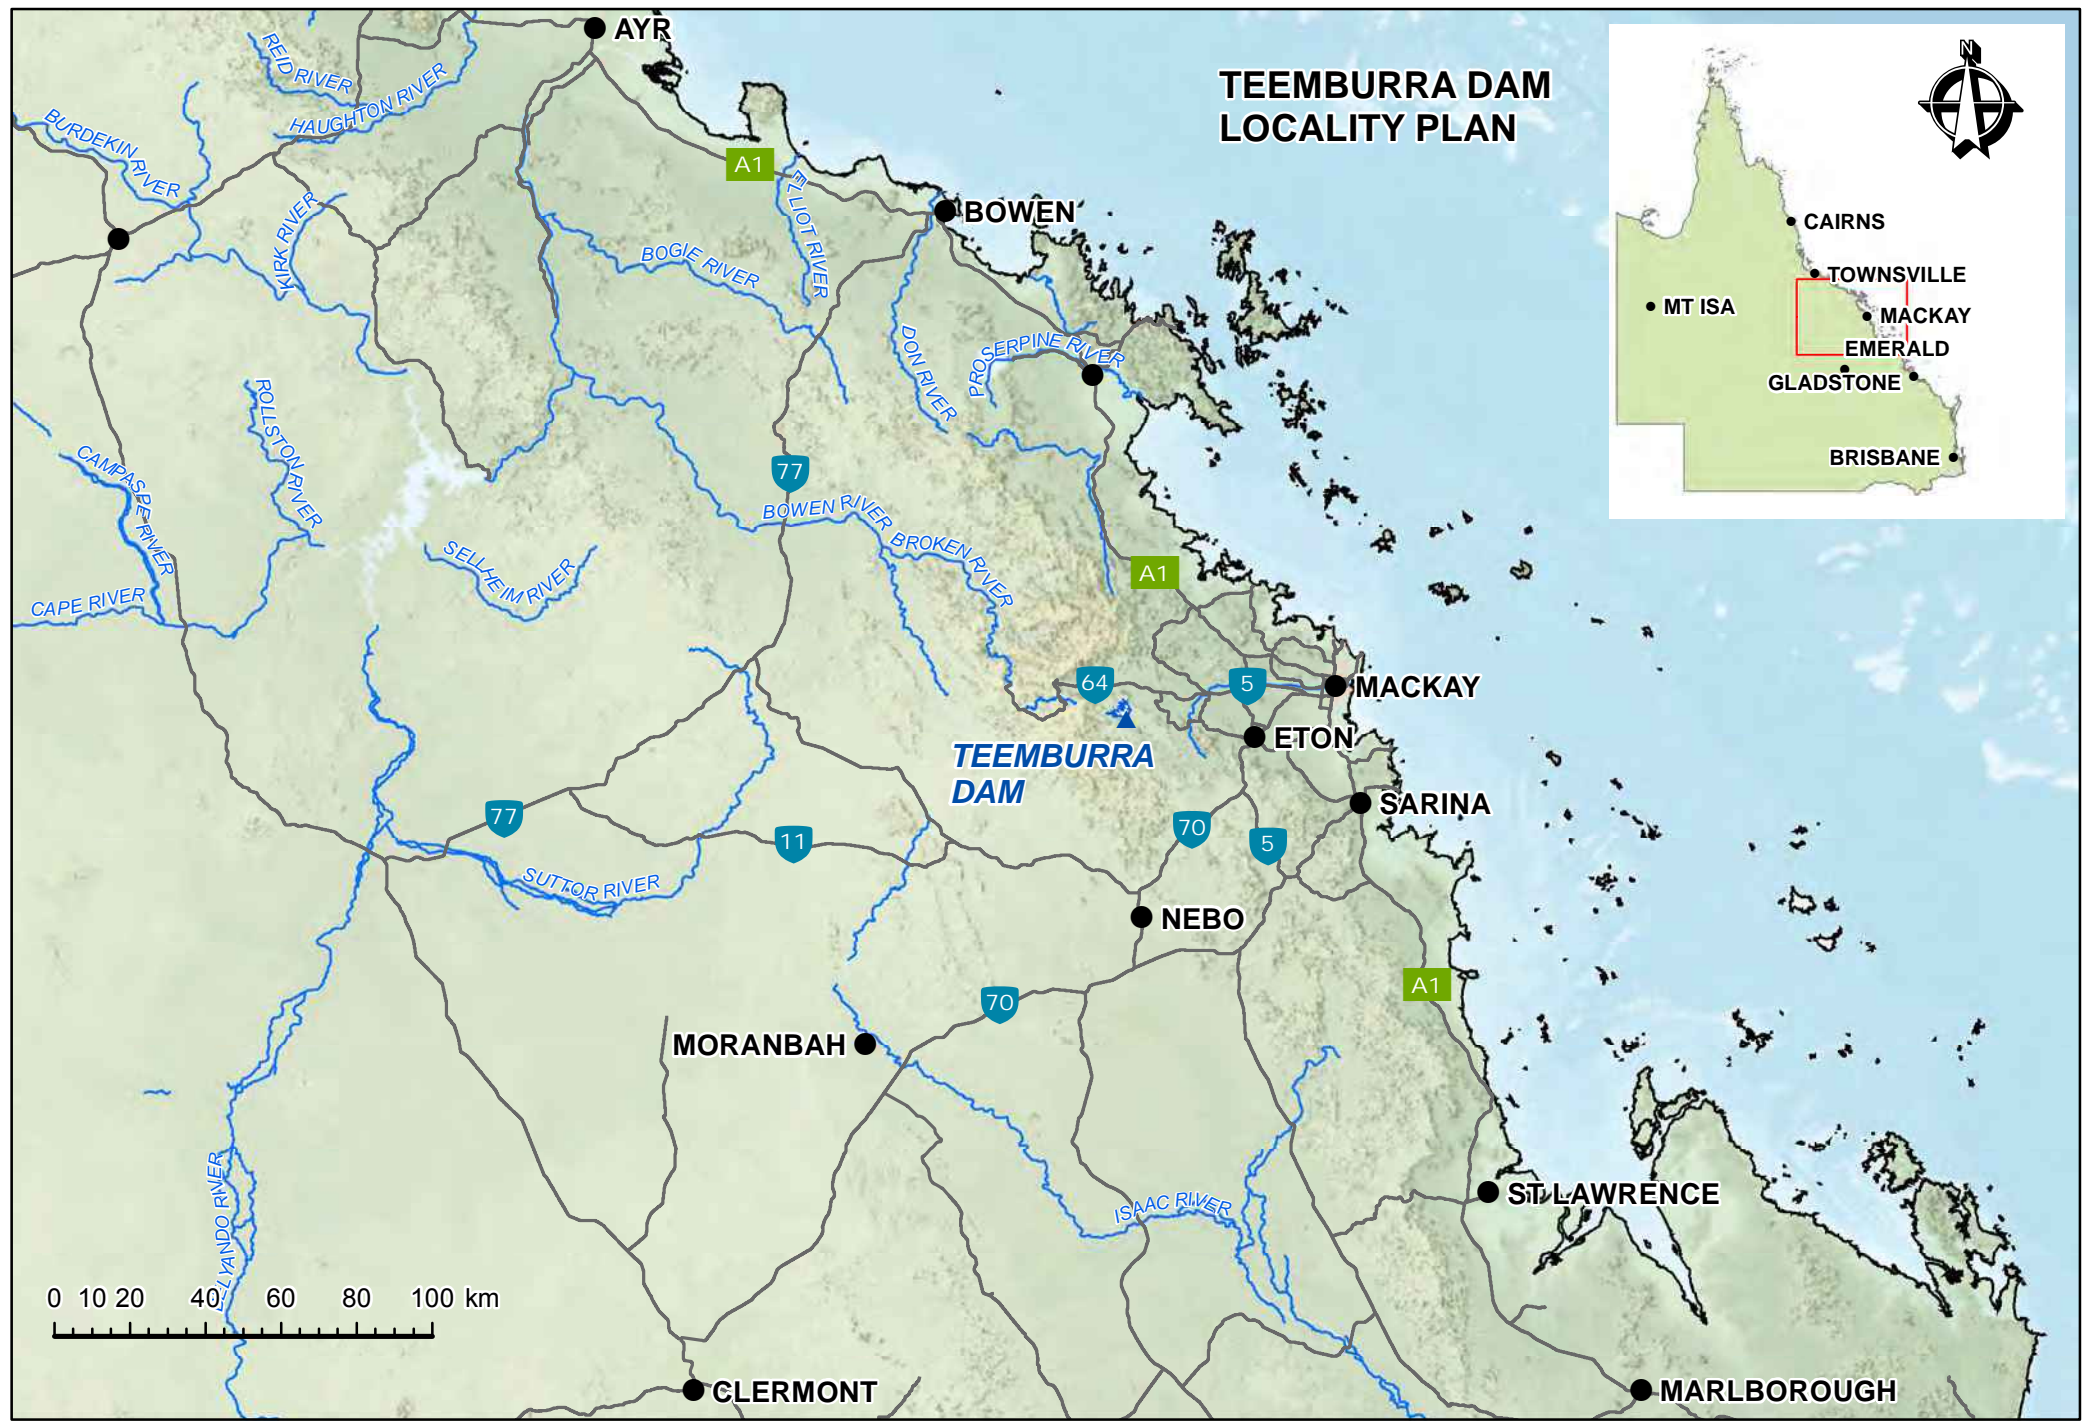 AYR
TEEMBURRA DAM
LOCALITY PLAN
N
REID RIVER
HAUGHTON RIVER
BURDEKIN RIVER
A1
ELLIOT RIVER
KIRK RIVER
BOWEN
BOGIE RIVER
DON RIVER
PROSERPINE RIVER
CAIRNS
TOWNSVILLE
MT ISA
MACKAY
EMERALD
GLADSTONE
BRISBANE
ROLLSTON RIVER
CAMPASPE RIVER
77
BOWEN RIVER
BROKEN RIVER
SELLHEIM RIVER
CAPE RIVER
A1
64
5
MACKAY
ETON
TEEMBURRA
DAM
SARINA
77
11
70
5
SUTTOR RIVER
NEBO
A1
70
MORANBAH
ISAAC RIVER
ST LAWRENCE
0 10 20 40 60 80 100 km
CLERMONT
MARLBOROUGH